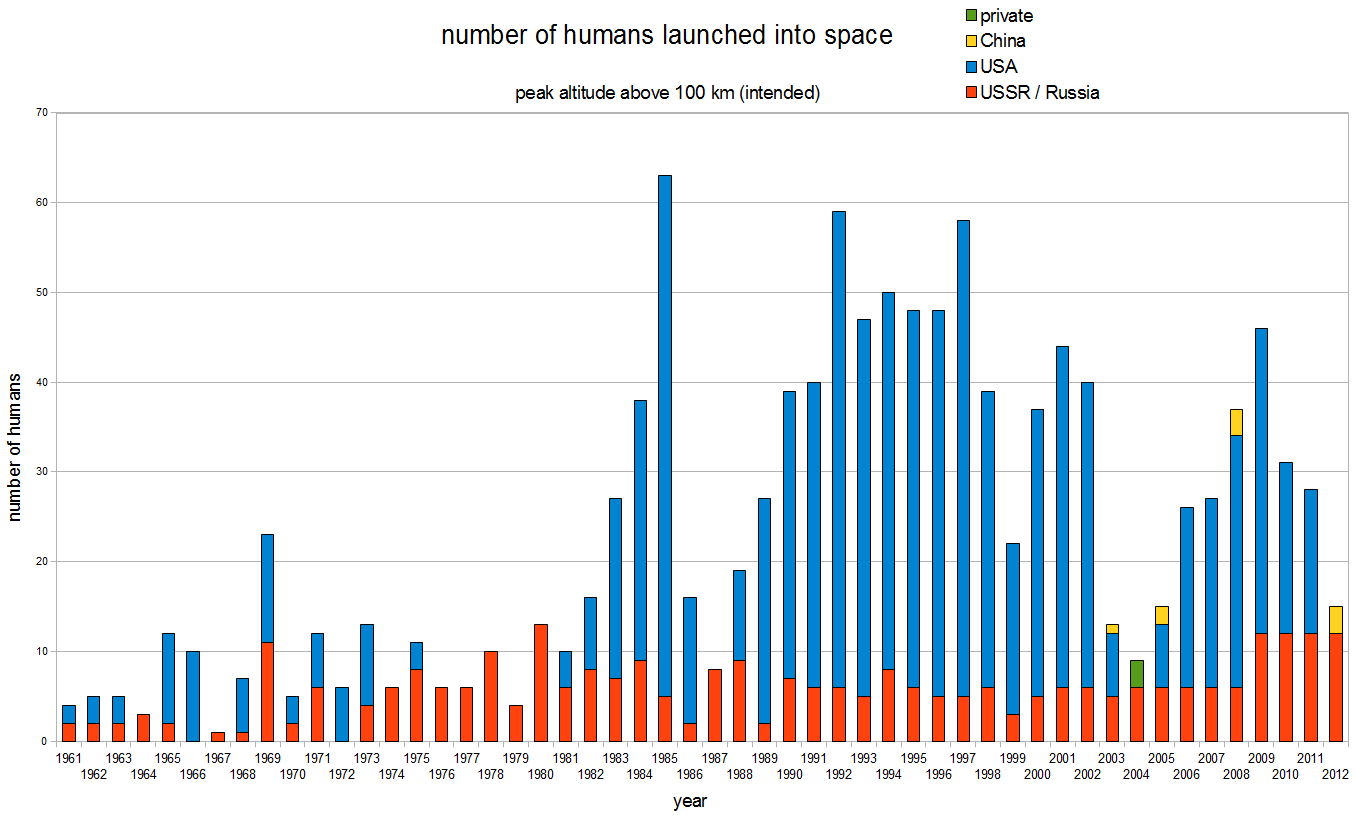 number of humans launched into space
peak altitude above 100 km (intended)
private
China
USA
USSR / Russia
number of humans
70
60
50
40
30
20
10
0
1961 1963 1965 1967 1969 1971 1973 1975 1977 1979 1981 1983 1985 1987 1989 1991 1993 1995 1997 1999 2001 2003 2005 2007 2009 2011
1962 1964 1966 1968 1970 1972 1974 1976 1978 1980 1982 1984 1986 1988 1990 1992 1994 1996 1998 2000 2002 2004 2006 2008 2010 2012
year